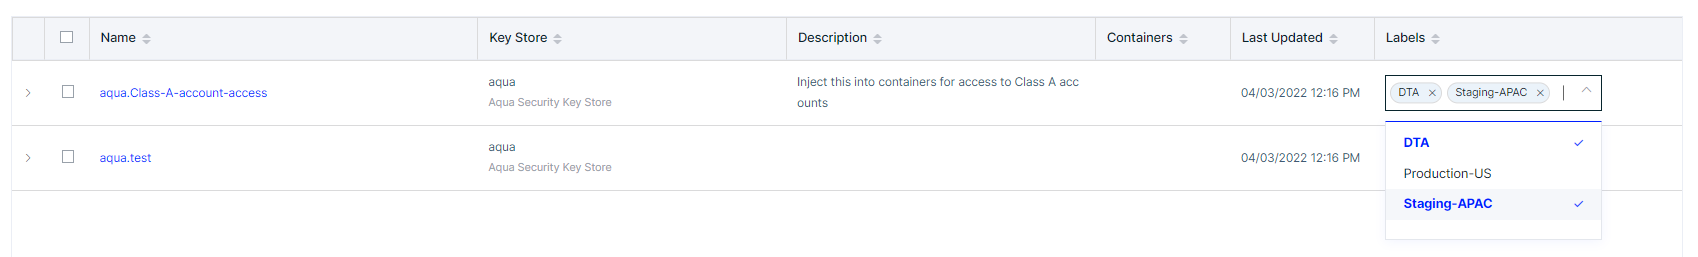 Name Key Store Description Containers Last Updated Labels
aqua.Class-A-account-access aqua Aqua Security Key Store Inject this into containers for access to Class A acc
ounts 04/03/2022 12:16 PM DTA Staging-APAC
aqua.test aqua Aqua Security Key Store 04/03/2022 12:16 PM
DTA
Production-US
Staging-APAC